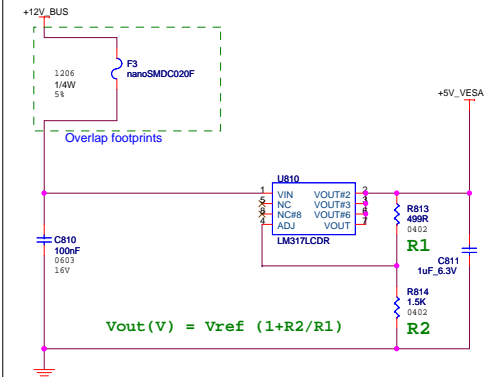 +12V_BUS
F3
nanoSMDC020F
1206
1/4W
5%
+5V_VESA
Overlap footprints
U810
1 VIN VOUT#2 2
5 NC VOUT#3 3
8 NC#8 VOUT#6 6
4 ADJ VOUT 7
LM317LCDR
R813
499R
0402
R1
C810
100nF
0603
16V
C811
1uF_6.3V
R814
1.5K
0402
R2
Vout(V) = Vref (1+R2/R1)